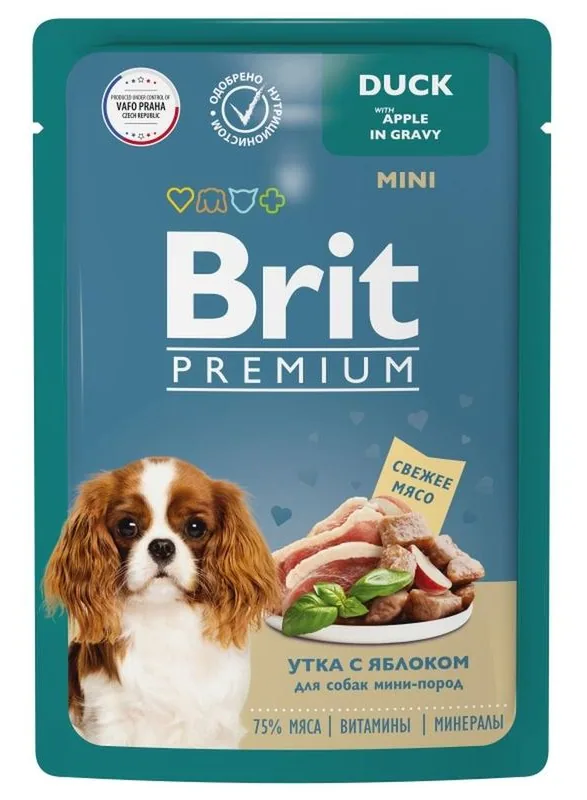 PRODUCED UNDER CONTROL OF
VAFO PRAHA
CZECH REPUBLIC
ОДОБРЕНО НУТРИЦИОНИСТОМ
DUCK
WITH
APPLE
IN GRAVY
MINI
Brit
PREMIUM
СВЕЖЕЕ
МЯСО
УТКА С ЯБЛОКОМ
для собак мини-пород
75% МЯСА | ВИТАМИНЫ | МИНЕРАЛЫ